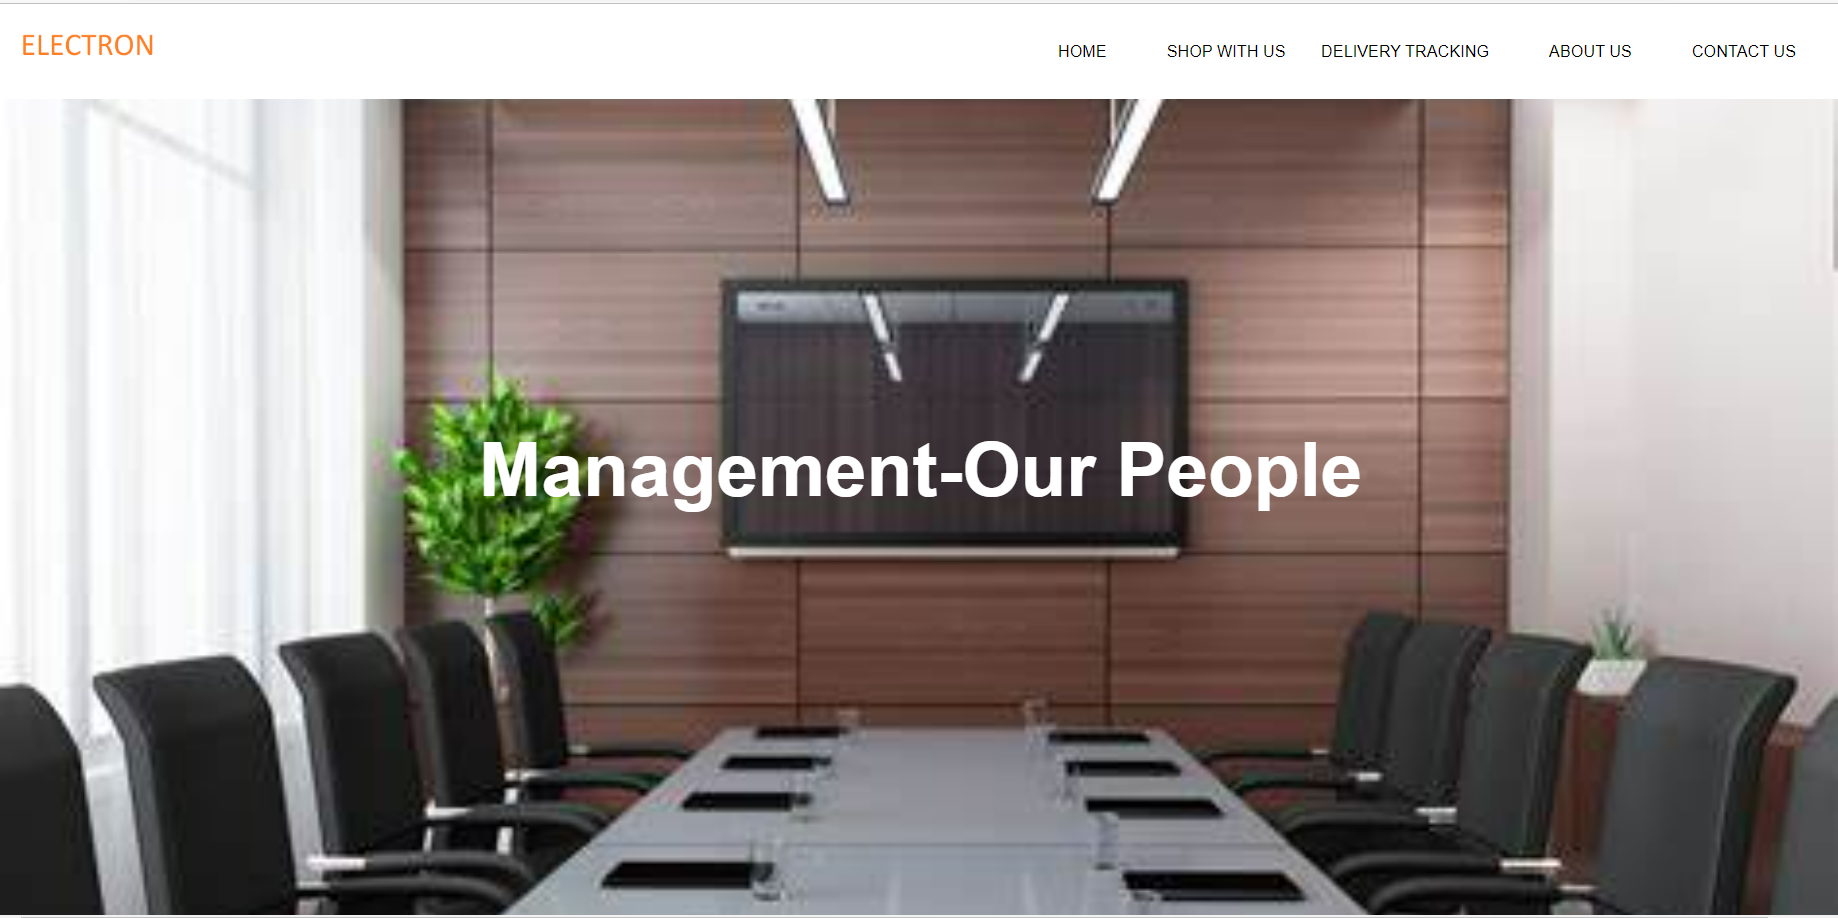 ELECTRON
HOME SHOP WITH US DELIVERY TRACKING ABOUT US CONTACT US
Management-Our People